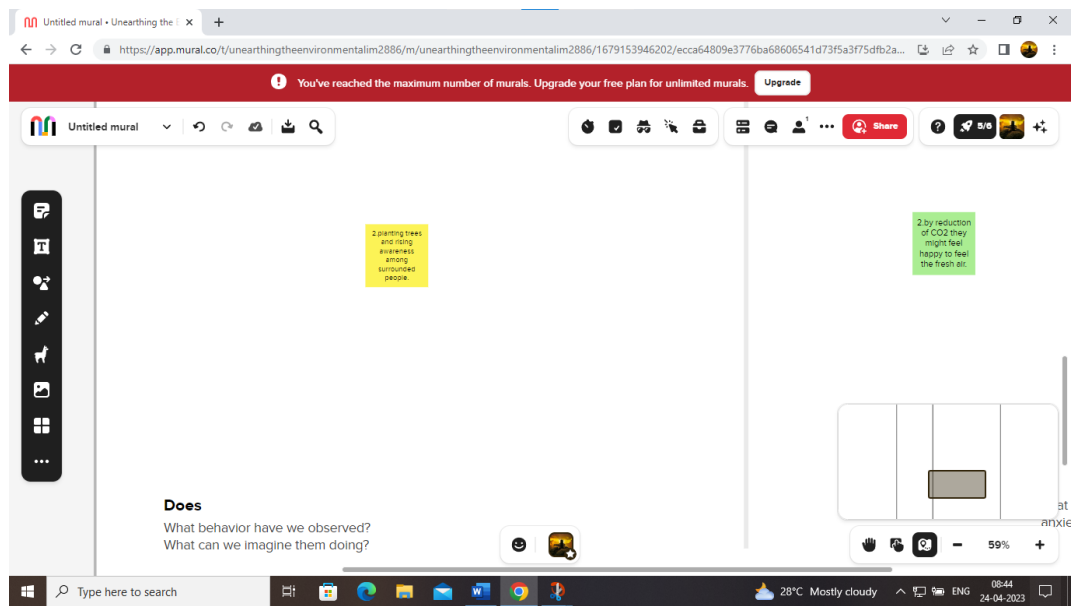 Untitled mural • Unearthing the E
https://app.mural.co/t/unearthingtheenvironmentalim2886/m/unearthingtheenvironmentalim2886/1679153946202/ecca64809e3776ba68606541d73f5a3f75dfb2a...
You've reached the maximum number of murals. Upgrade your free plan for unlimited murals. Upgrade
Untitled mural
1
Share
5/6
2.planting trees
and rising
awareness
among
surrounded
people.
2.by reduction
of CO2 they
might feel
happy to feel
the fresh air.
Does
What behavior have we observed?
What can we imagine them doing?
at
anxie
59%
Type here to search
28°C Mostly cloudy
ENG
08:44
24-04-2023